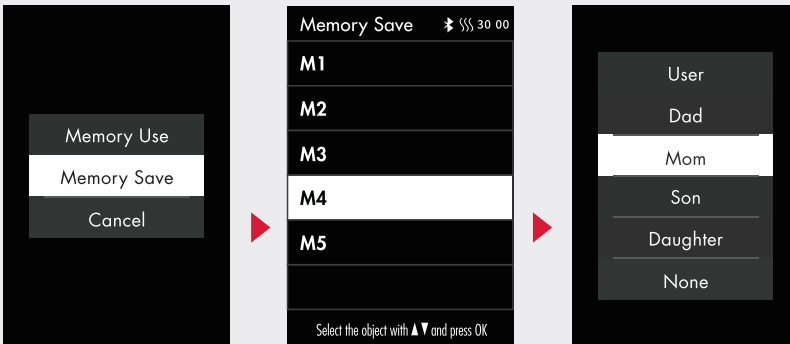 Memory Use
Memory Save
Cancel
Memory Save 30 00
M1
M2
M3
M4
M5
Select the object with ▲▼ and press OK
User
Dad
Mom
Son
Daughter
None